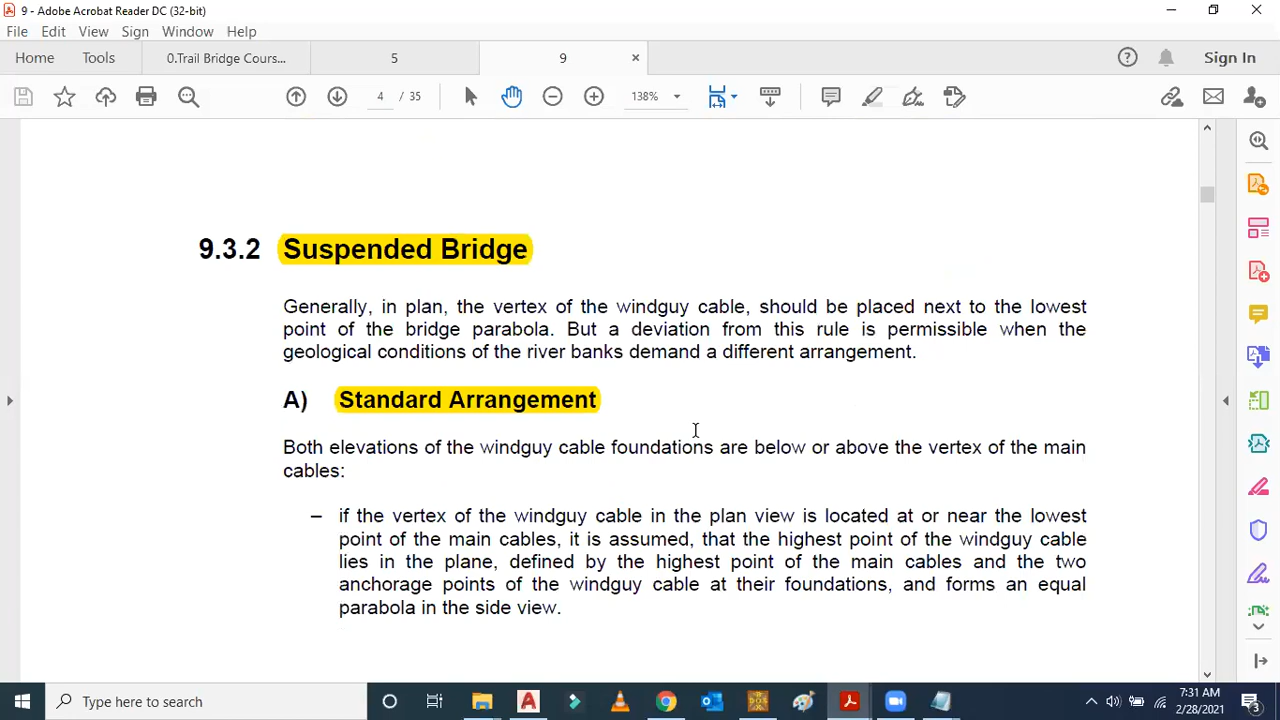 9 - Adobe Acrobat Reader DC (32-bit)
File Edit View Sign Window Help
Home Tools 0.Trail Bridge Cours... 5 9 Sign In
4 / 35 138%
9.3.2 Suspended Bridge
Generally, in plan, the vertex of the windguy cable, should be placed next to the lowest
point of the bridge parabola. But a deviation from this rule is permissible when the
geological conditions of the river banks demand a different arrangement.
A) Standard Arrangement
Both elevations of the windguy cable foundations are below or above the vertex of the main
cables:
– if the vertex of the windguy cable in the plan view is located at or near the lowest
point of the main cables, it is assumed, that the highest point of the windguy cable
lies in the plane, defined by the highest point of the main cables and the two
anchorage points of the windguy cable at their foundations, and forms an equal
parabola in the side view.
Type here to search
7:31 AM
2/28/2021
3